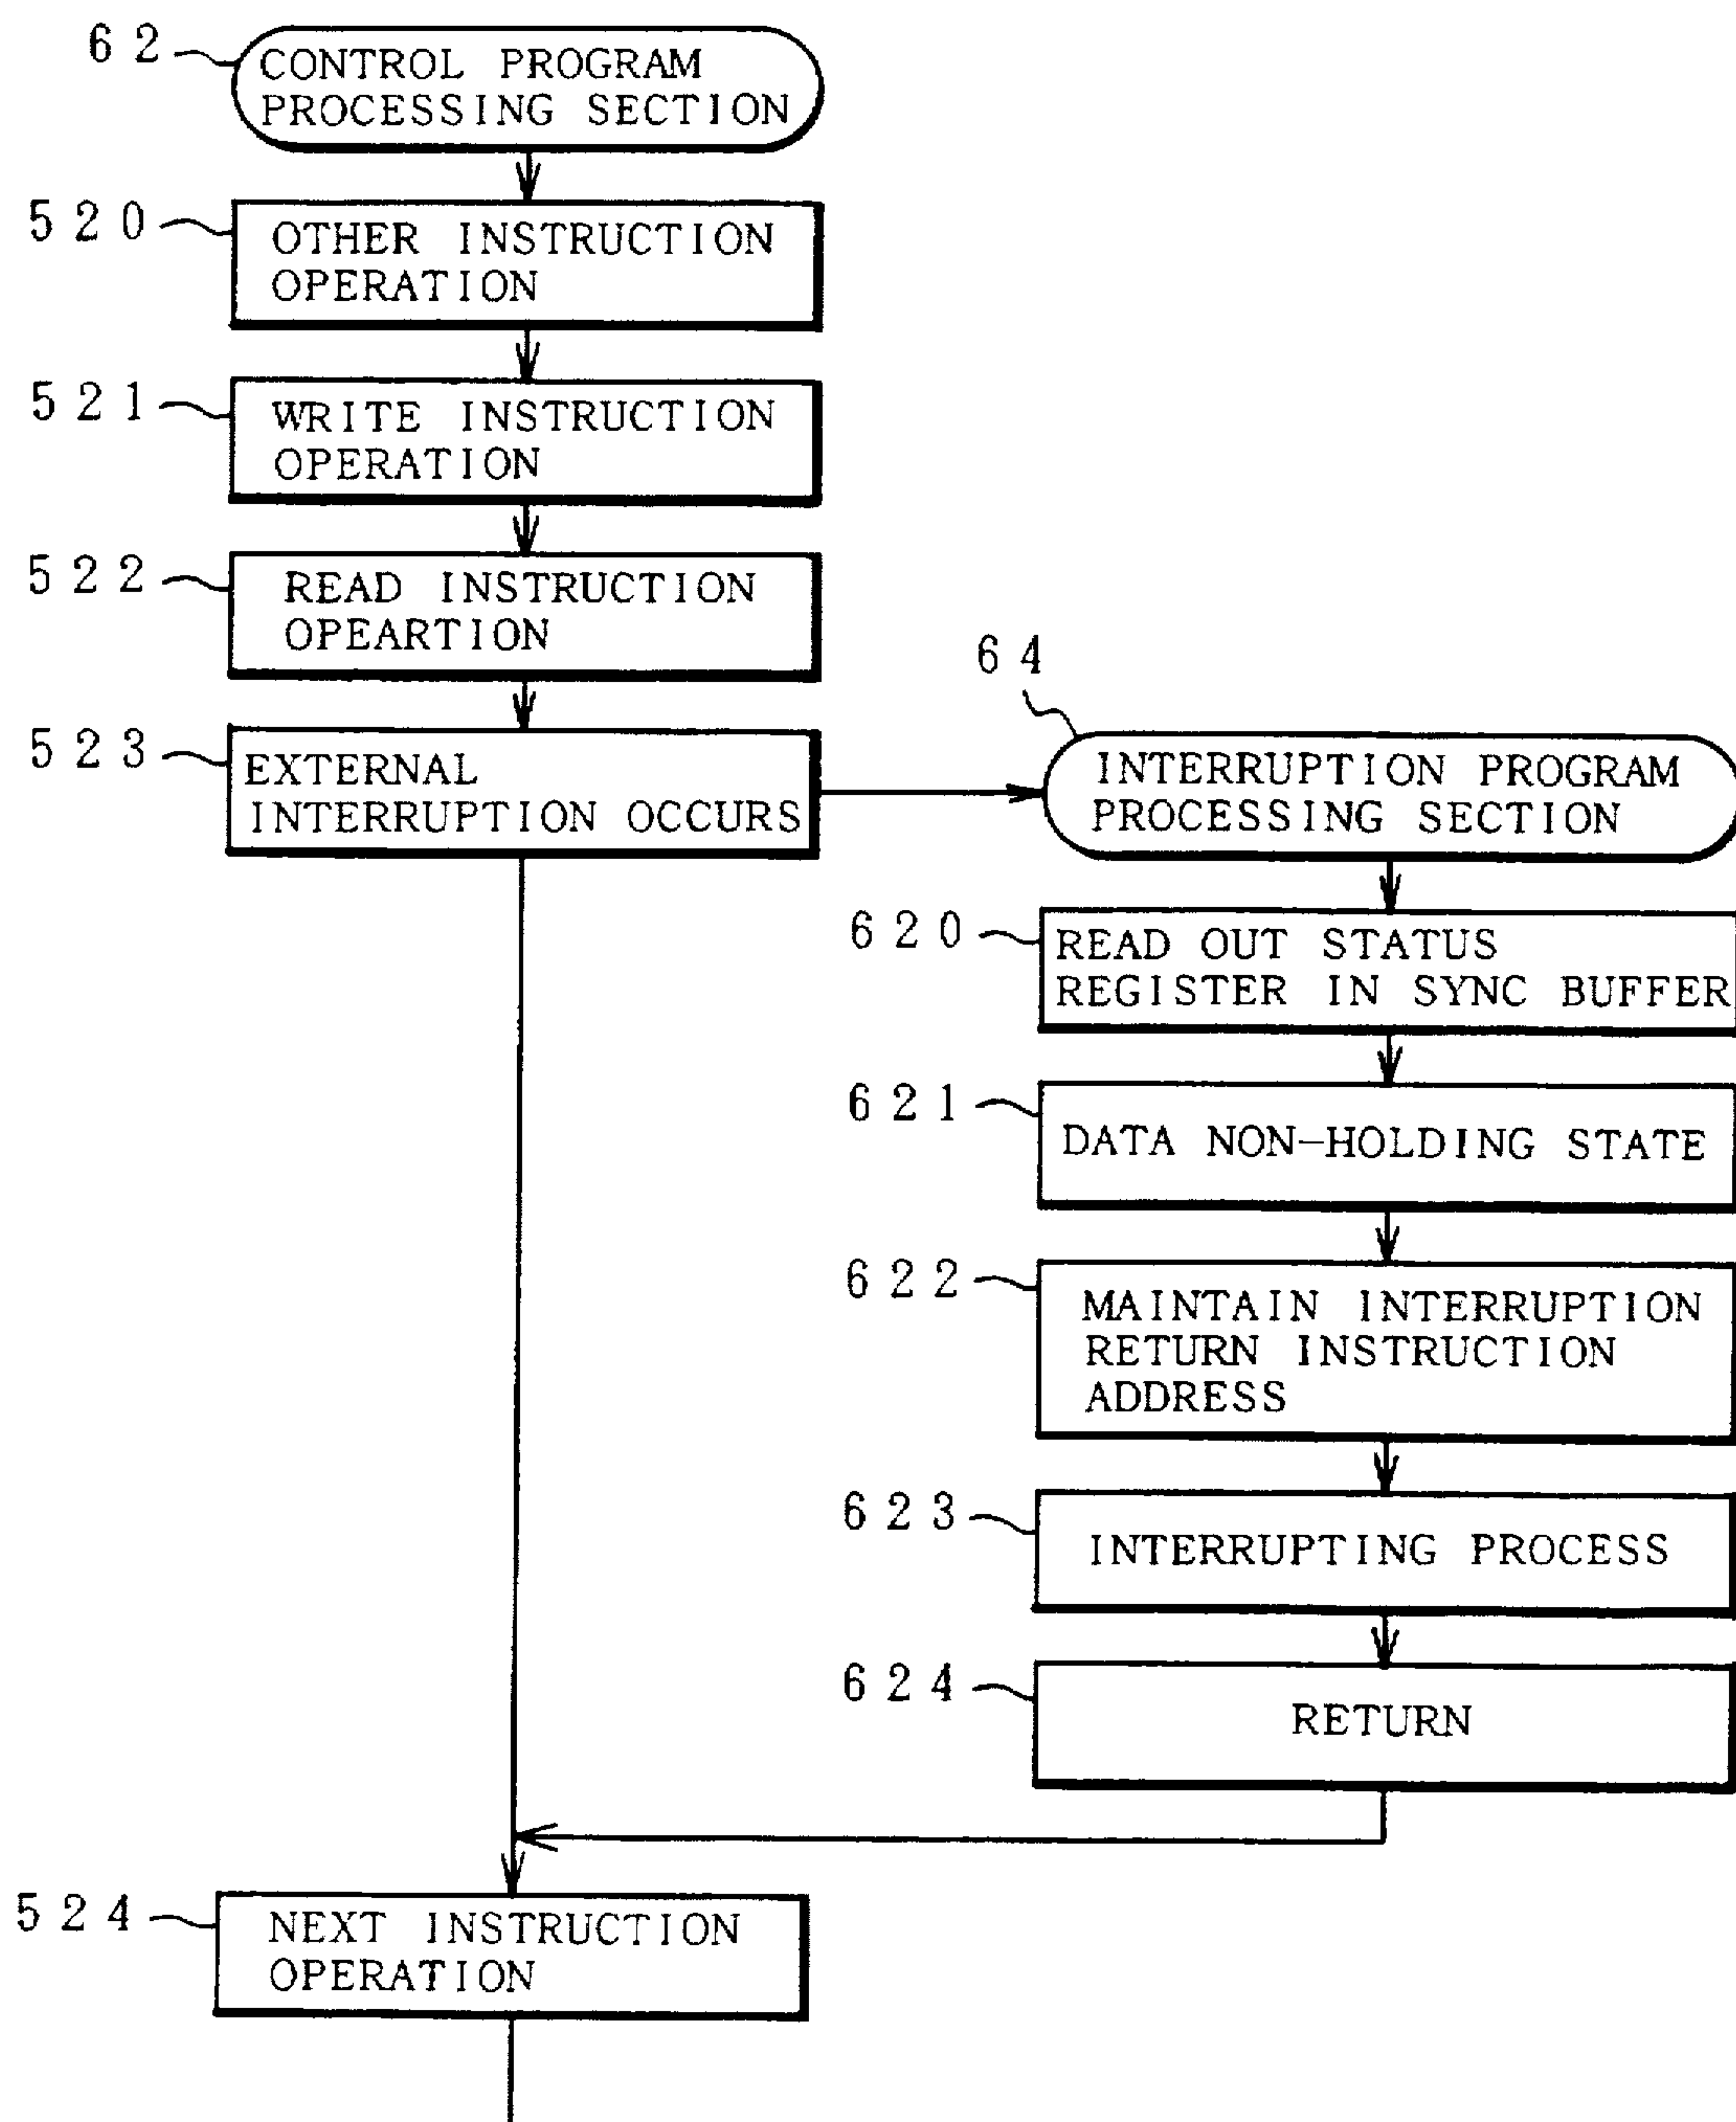 62
CONTROL PROGRAM
PROCESSING SECTION
520
OTHER INSTRUCTION
OPERATION
521
WRITE INSTRUCTION
OPERATION
522
READ INSTRUCTION
OPEARTION
523
EXTERNAL
INTERRUPTION OCCURS
64
INTERRUPTION PROGRAM
PROCESSING SECTION
620
READ OUT STATUS
REGISTER IN SYNC BUFFER
621
DATA NON-HOLDING STATE
622
MAINTAIN INTERRUPTION
RETURN INSTRUCTION
ADDRESS
623
INTERRUPTING PROCESS
624
RETURN
524
NEXT INSTRUCTION
OPERATION